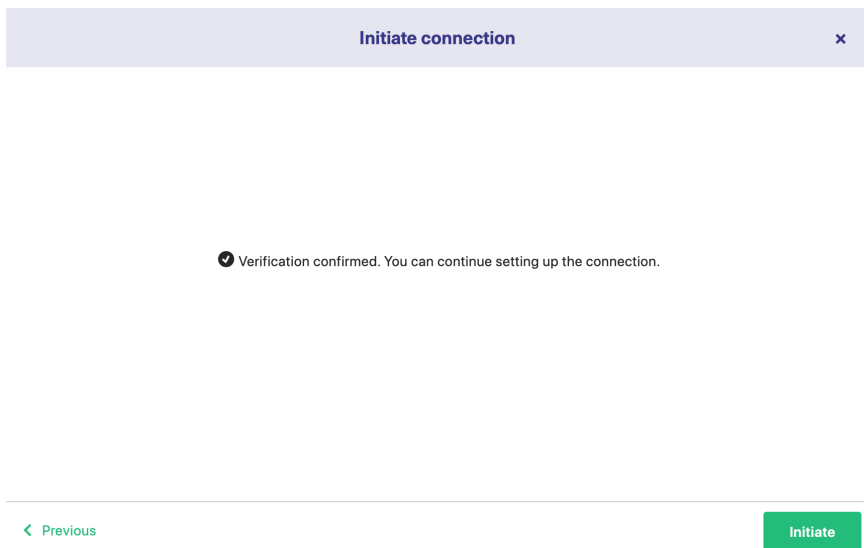 Initiate connection
Verification confirmed. You can continue setting up the connection.
Previous
Initiate